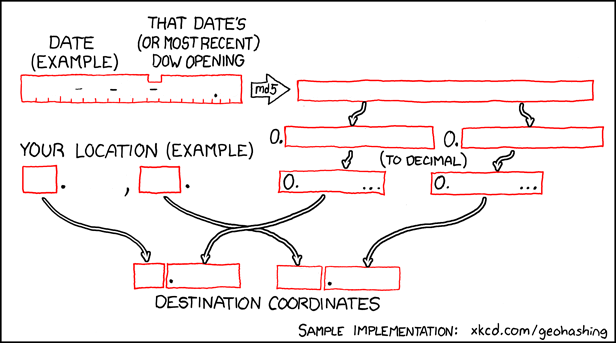 DATE
(EXAMPLE)
THAT DATE'S
(OR MOST RECENT)
DOW OPENING
- - - .
md5
0.
0.
YOUR LOCATION (EXAMPLE)
. , .
(TO DECIMAL)
0. ...
0. ...
. .
DESTINATION COORDINATES
SAMPLE IMPLEMENTATION: xkcd.com/geohashing